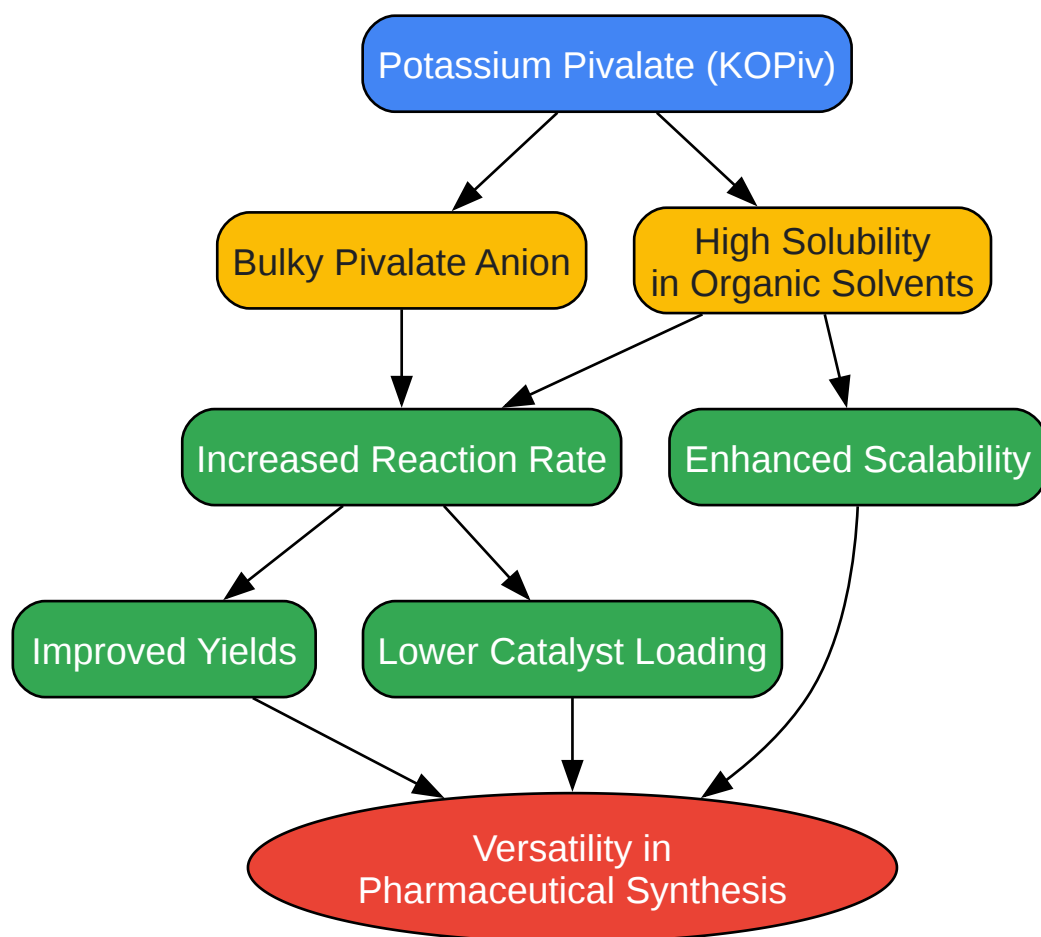 Potassium Pivalate (KOPiv)
Bulky Pivalate Anion
High Solubility
in Organic Solvents
Increased Reaction Rate
Enhanced Scalability
Improved Yields
Lower Catalyst Loading
Versatility in
Pharmaceutical Synthesis